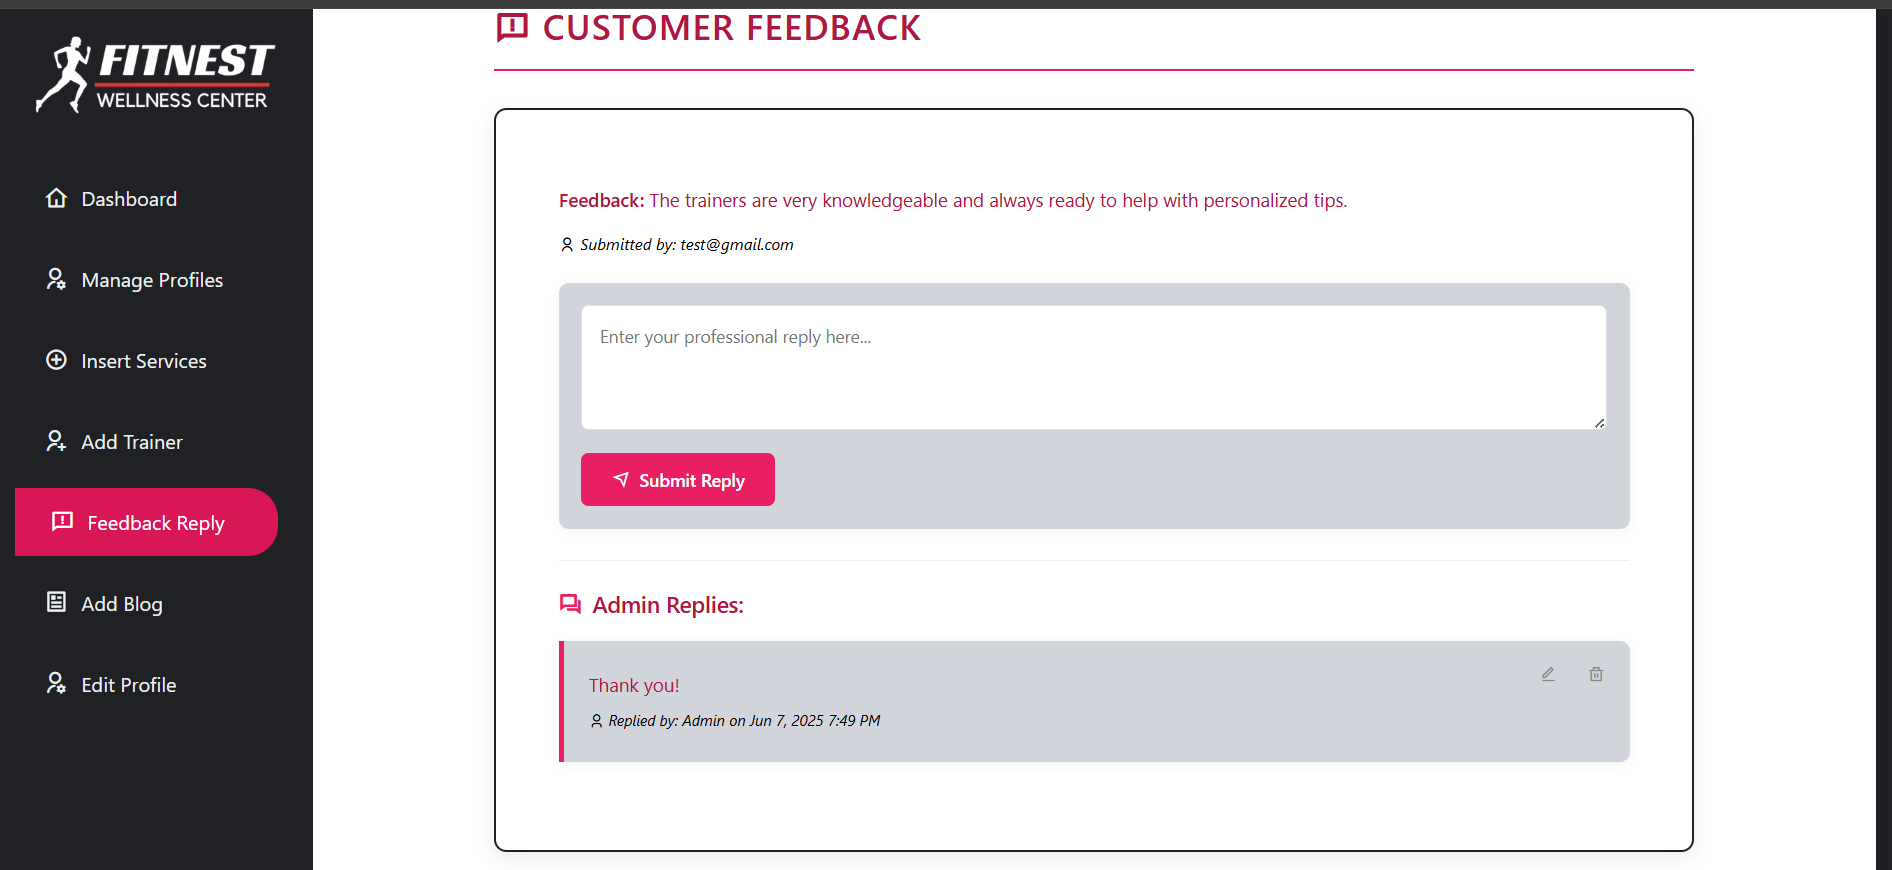 FITNEST
WELLNESS CENTER
Dashboard
Manage Profiles
Insert Services
Add Trainer
Feedback Reply
Add Blog
Edit Profile
CUSTOMER FEEDBACK
Feedback: The trainers are very knowledgeable and always ready to help with personalized tips.
Submitted by: test@gmail.com
Enter your professional reply here...
Submit Reply
Admin Replies:
Thank you!
Replied by: Admin on Jun 7, 2025 7:49 PM